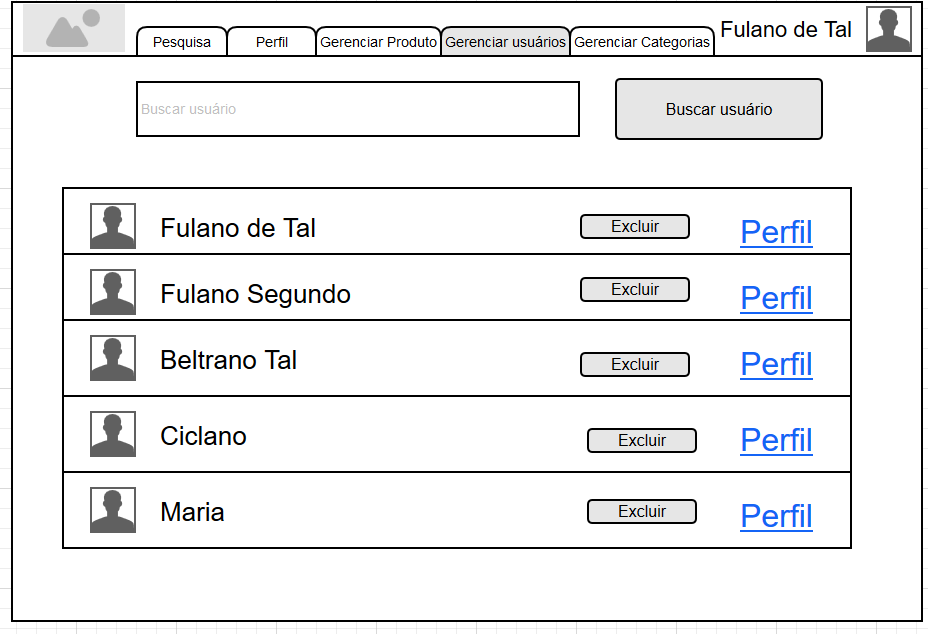 Pesquisa Perfil Gerenciar Produto Gerenciar usuários Gerenciar Categorias Fulano de Tal
Buscar usuário Buscar usuário
Fulano de Tal Excluir Perfil
Fulano Segundo Excluir Perfil
Beltrano Tal Excluir Perfil
Ciclano Excluir Perfil
Maria Excluir Perfil